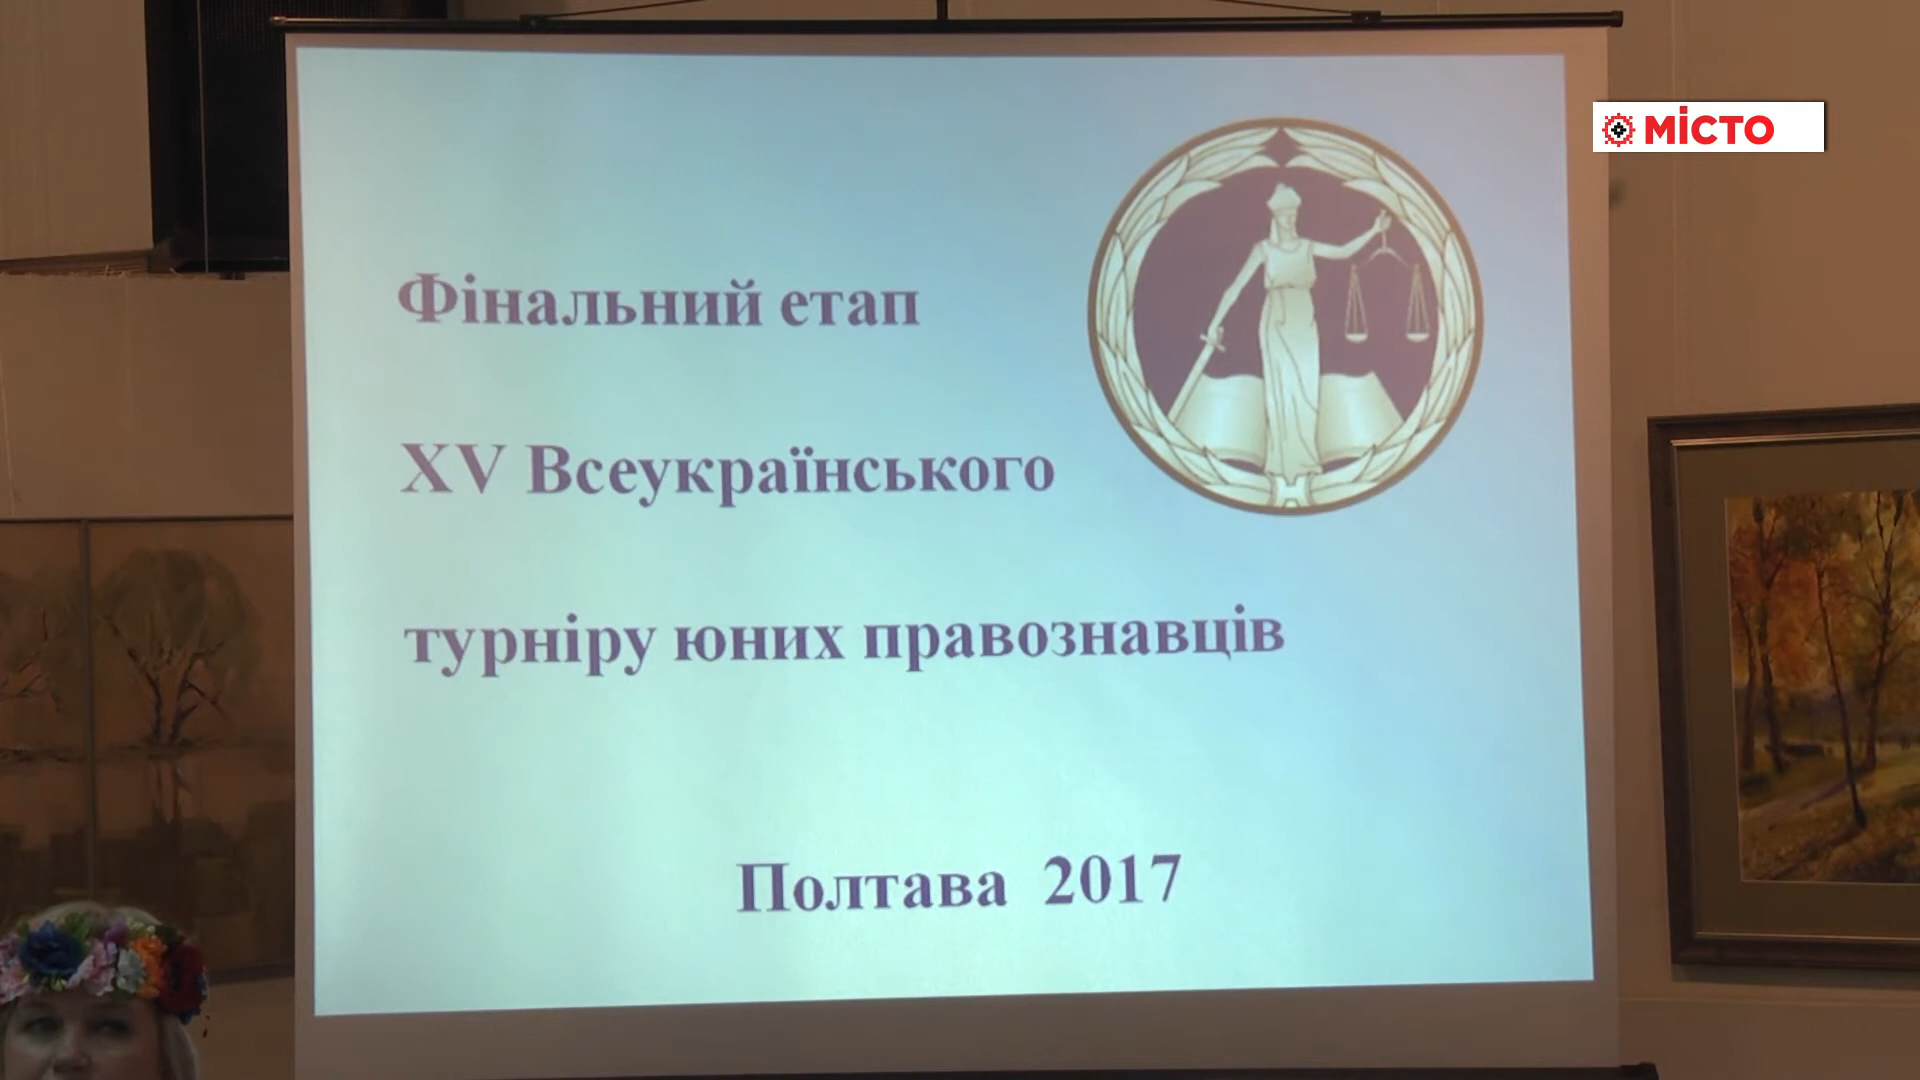 МІСТО
Фінальний етап
XV Всеукраїнського
турніру юних правознавців
Полтава 2017